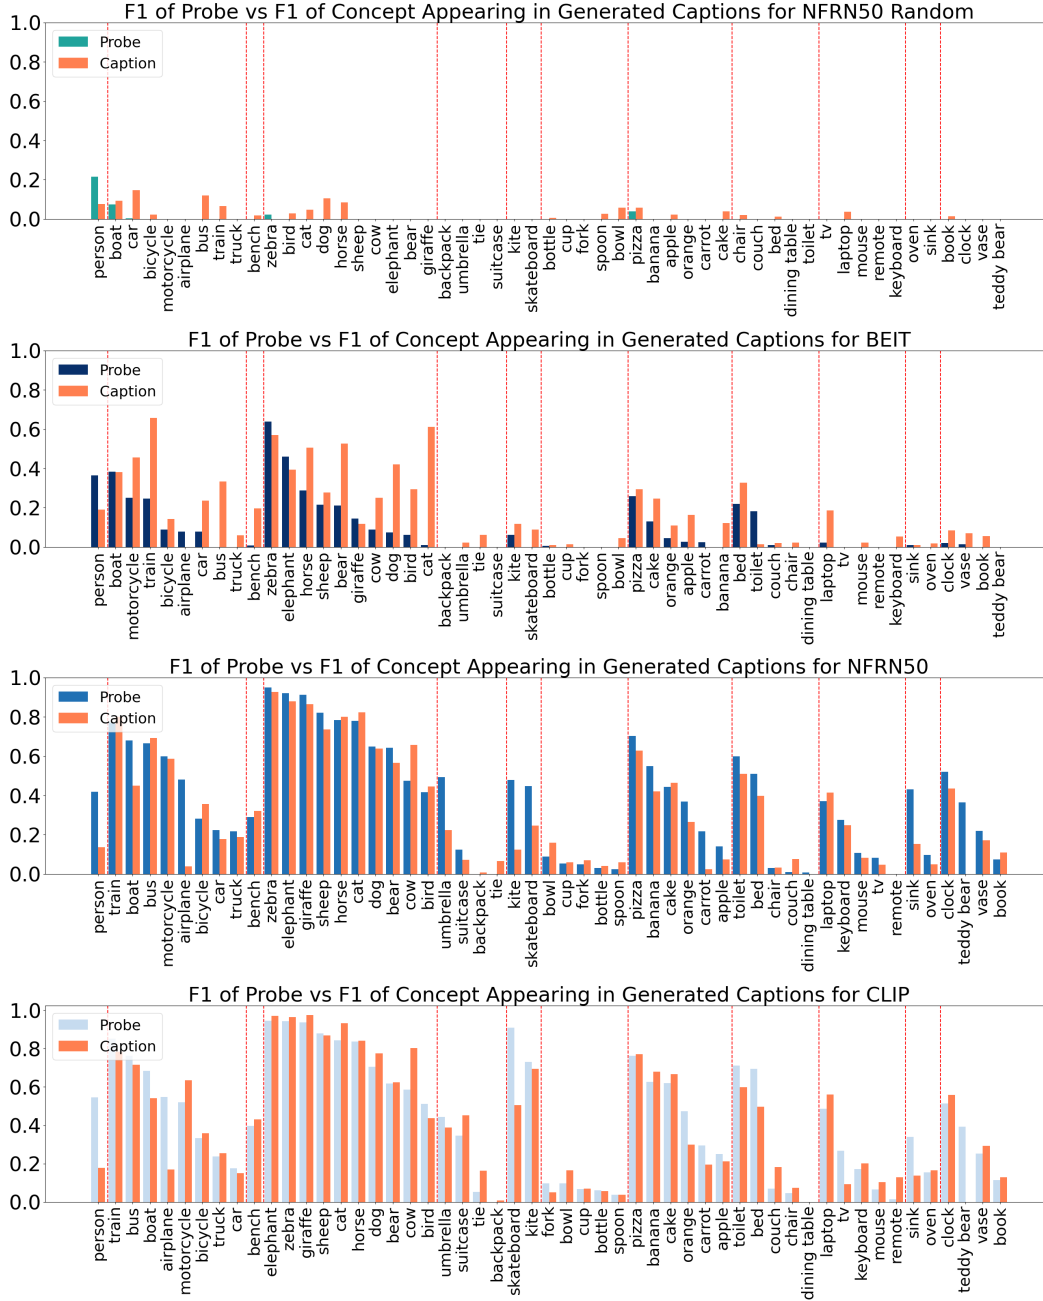 F1 of Probe vs F1 of Concept Appearing in Generated Captions for NFRN50 Random
1.0
0.8
0.6
0.4
0.2
0.0
Probe
Caption
person
boat
car
bicycle
motorcycle
airplane
bus
train
truck
bench
zebra
bird
cat
dog
horse
sheep
cow
elephant
bear
giraffe
backpack
umbrella
tie
suitcase
kite
skateboard
bottle
cup
fork
spoon
bowl
pizza
banana
apple
orange
carrot
cake
chair
couch
bed
dining table
toilet
tv
laptop
mouse
remote
keyboard
oven
sink
book
clock
vase
teddy bear
F1 of Probe vs F1 of Concept Appearing in Generated Captions for BEIT
1.0
0.8
0.6
0.4
0.2
0.0
Probe
Caption
person
boat
motorcycle
train
bicycle
airplane
car
bus
truck
bench
zebra
elephant
horse
sheep
bear
giraffe
cow
dog
bird
cat
backpack
umbrella
tie
suitcase
kite
skateboard
bottle
cup
fork
spoon
bowl
pizza
cake
orange
apple
carrot
banana
bed
toilet
couch
chair
dining table
laptop
tv
mouse
remote
keyboard
sink
oven
clock
vase
book
teddy bear
F1 of Probe vs F1 of Concept Appearing in Generated Captions for NFRN50
1.0
0.8
0.6
0.4
0.2
0.0
Probe
Caption
person
train
boat
bus
motorcycle
airplane
bicycle
car
truck
bench
zebra
elephant
giraffe
sheep
horse
cat
dog
bear
cow
bird
umbrella
suitcase
backpack
tie
kite
skateboard
bowl
cup
fork
bottle
spoon
pizza
banana
cake
orange
carrot
apple
toilet
bed
chair
couch
dining table
laptop
keyboard
mouse
tv
remote
sink
oven
clock
teddy bear
vase
book
F1 of Probe vs F1 of Concept Appearing in Generated Captions for CLIP
1.0
0.8
0.6
0.4
0.2
0.0
Probe
Caption
person
train
bus
boat
airplane
motorcycle
bicycle
truck
car
bench
elephant
zebra
giraffe
sheep
cat
horse
dog
bear
cow
bird
umbrella
suitcase
tie
backpack
skateboard
kite
fork
bowl
cup
bottle
spoon
pizza
banana
cake
orange
carrot
apple
toilet
bed
couch
chair
dining table
laptop
tv
keyboard
mouse
remote
sink
oven
clock
teddy bear
vase
book